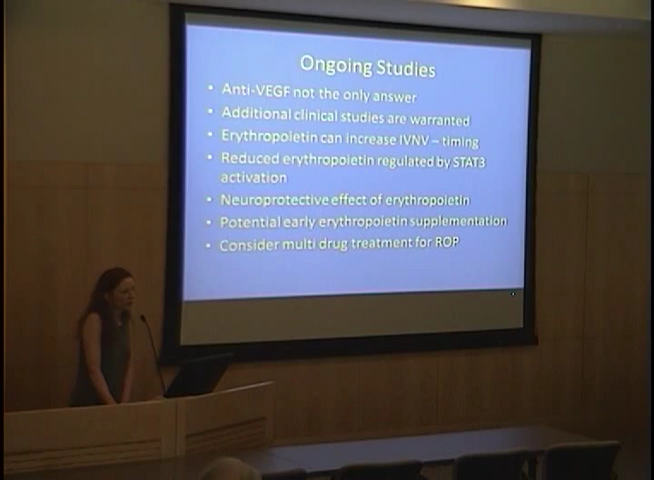 Ongoing Studies
• Anti-VEGF not the only answer
• Additional clinical studies are warranted
• Erythropoietin can increase IVNV – timing
• Reduced erythropoietin regulated by STAT3
activation
• Neuroprotective effect of erythropoietin
• Potential early erythropoietin supplementation
• Consider multi drug treatment for ROP